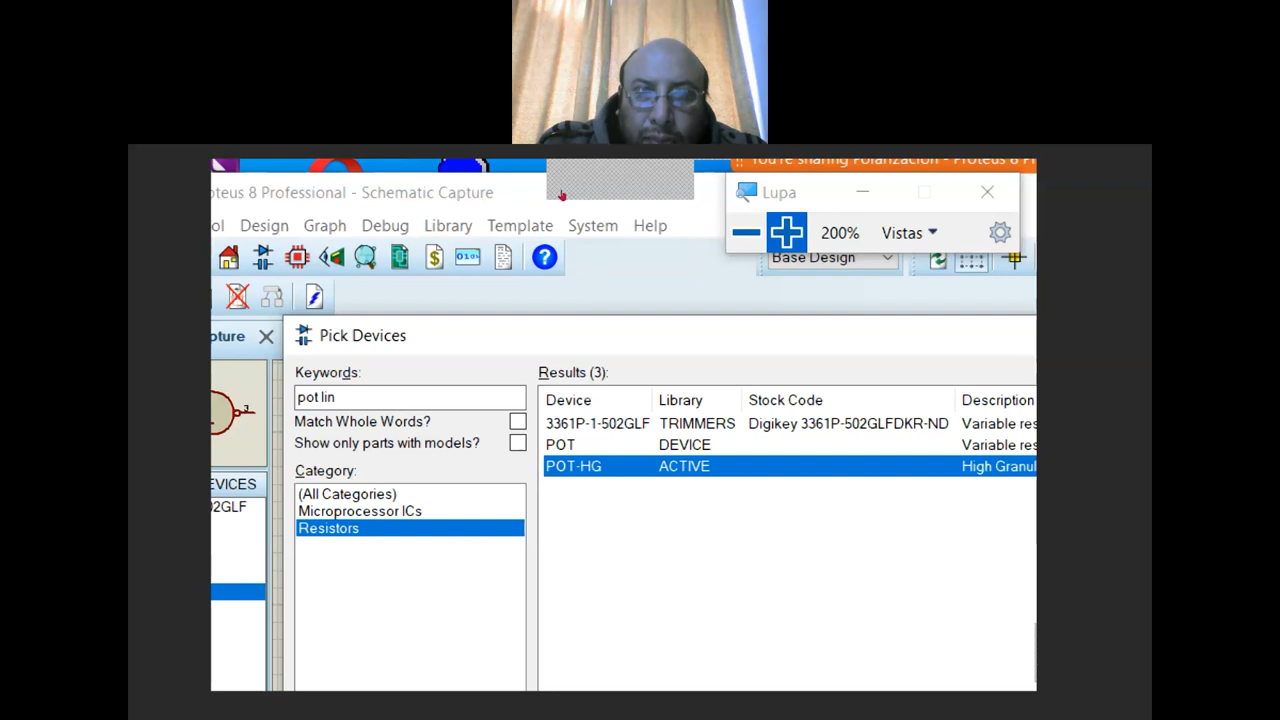 You're sharing Polarizacion - Proteus 8 Pr
oteus 8 Professional - Schematic Capture
Lupa
ol Design Graph Debug Library Template System Help
200% Vistas
Base Design
pture
Pick Devices
Keywords:
pot lin
Match Whole Words?
Show only parts with models?
Category:
(All Categories)
Microprocessor ICs
Resistors
Results (3):
Device Library Stock Code Description
3361P-1-502GLF TRIMMERS Digikey 3361P-502GLFDKR-ND Variable res
POT DEVICE Variable res
POT-HG ACTIVE High Granul
3
EVICES
02GLF